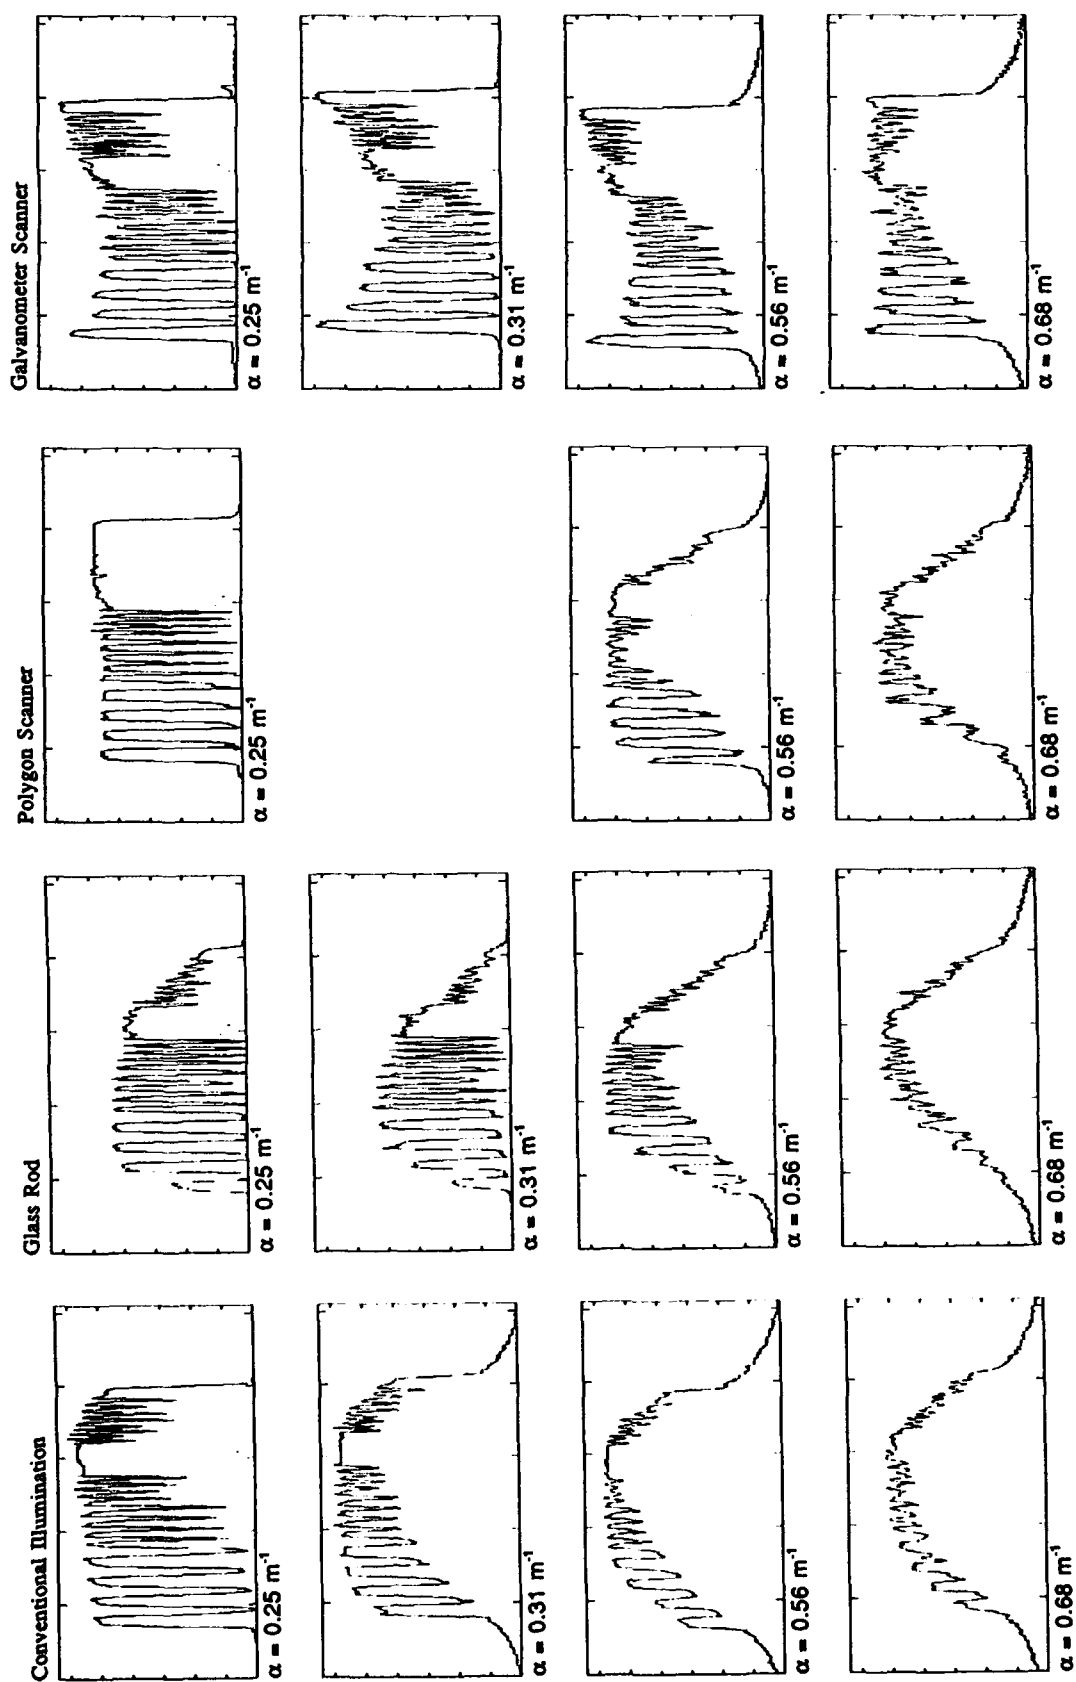 Conventional Illumination
α = 0.25 m⁻¹
α = 0.31 m⁻¹
α = 0.56 m⁻¹
α = 0.68 m⁻¹
Glass Rod
α = 0.25 m⁻¹
α = 0.31 m⁻¹
α = 0.56 m⁻¹
α = 0.68 m⁻¹
Polygon Scanner
α = 0.25 m⁻¹
α = 0.56 m⁻¹
α = 0.68 m⁻¹
Galvanometer Scanner
α = 0.25 m⁻¹
α = 0.31 m⁻¹
α = 0.56 m⁻¹
α = 0.68 m⁻¹